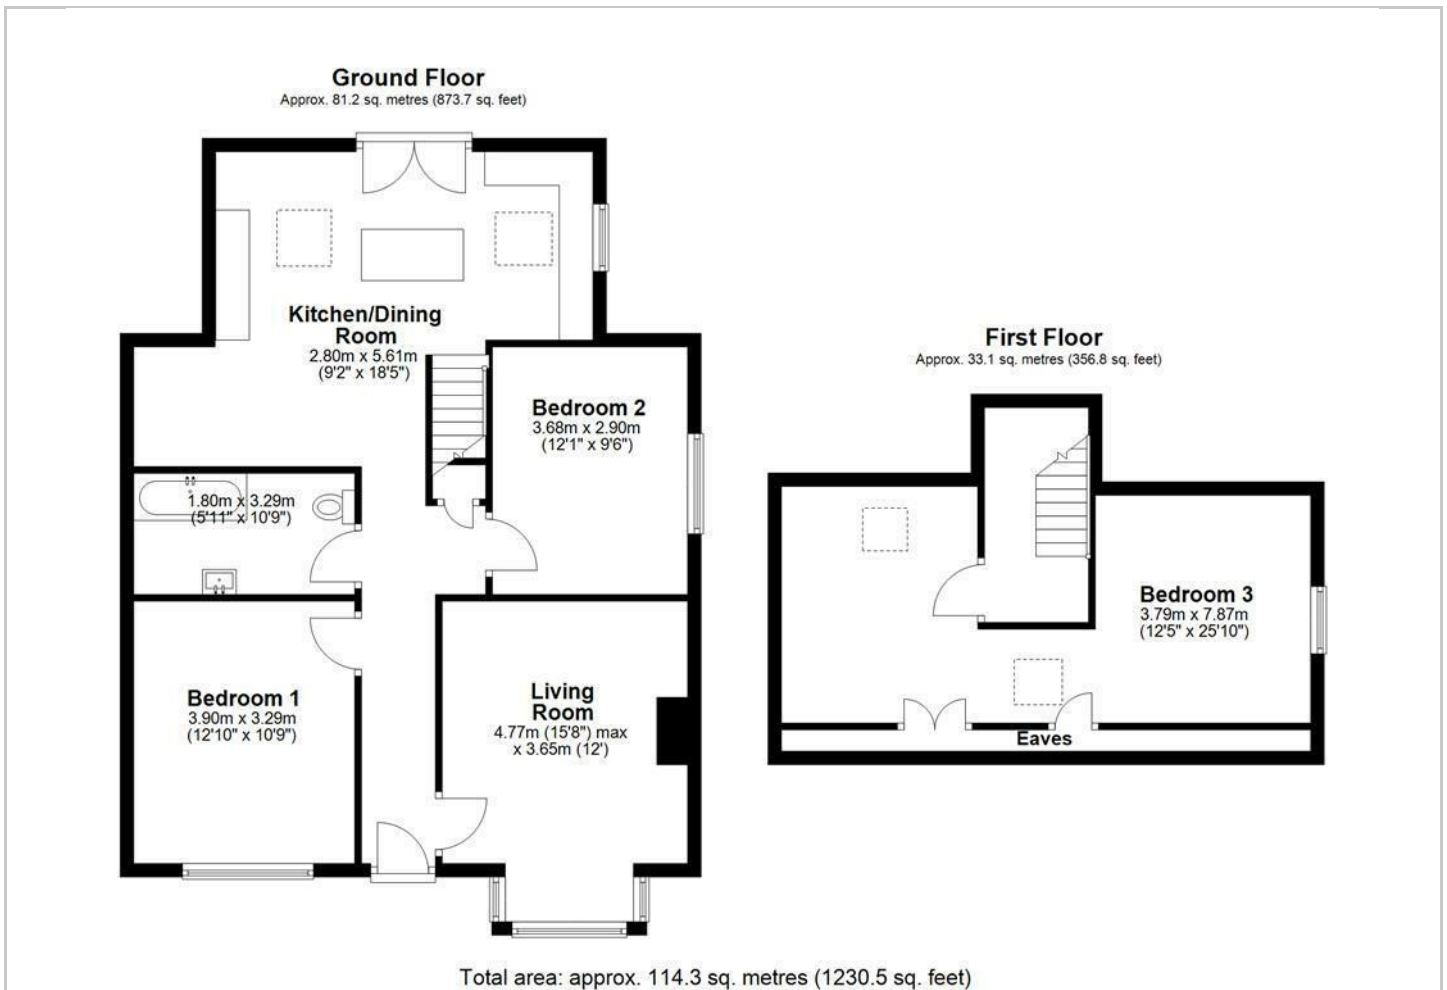 Ground Floor
Approx. 81.2 sq. metres (873.7 sq. feet)
Kitchen/Dining
Room
2.80m x 5.61m
(9'2" x 18'5")
Bedroom 2
3.68m x 2.90m
(12'1" x 9'6")
1.80m x 3.29m
(5'11" x 10'9")
Bedroom 1
3.90m x 3.29m
(12'10" x 10'9")
Living
Room
4.77m (15'8") max
x 3.65m (12')
First Floor
Approx. 33.1 sq. metres (356.8 sq. feet)
Bedroom 3
3.79m x 7.87m
(12'5" x 25'10")
Eaves
Total area: approx. 114.3 sq. metres (1230.5 sq. feet)